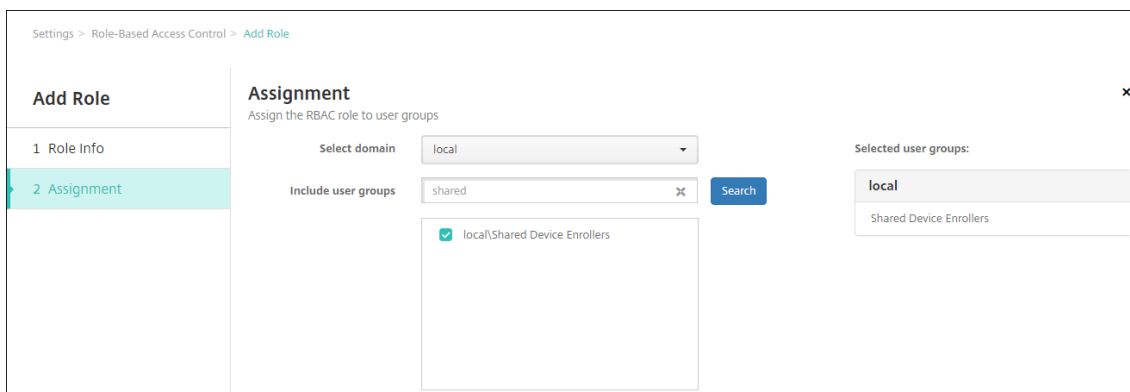 Settings > Role-Based Access Control > Add Role
Add Role
1 Role Info
2 Assignment
Assignment
Assign the RBAC role to user groups
Select domain
local
Include user groups
shared
Search
local\Shared Device Enrollers
Selected user groups:
local
Shared Device Enrollers